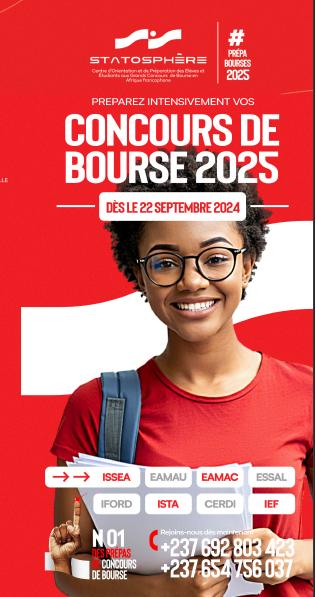 STATOSPHÈRE
Centre d'Orientation et de Préparation des Élèves et
Étudiants aux Grands Concours de Bourse en
Afrique Francophone
#
PRÉPA
BOURSES
2025
PREPAREZ INTENSIVEMENT VOS
CONCOURS DE
BOURSE 2025
DÈS LE 22 SEPTEMBRE 2024
LLE
ISSEA EAMAU EAMAC ESSAL
IFORD ISTA CERDI IEF
N 01
DES PRÉPAS
CONCOURS
DE BOURSE
Rejoins-nous dès maintenant
+237 692 803 423
+237 654 756 037